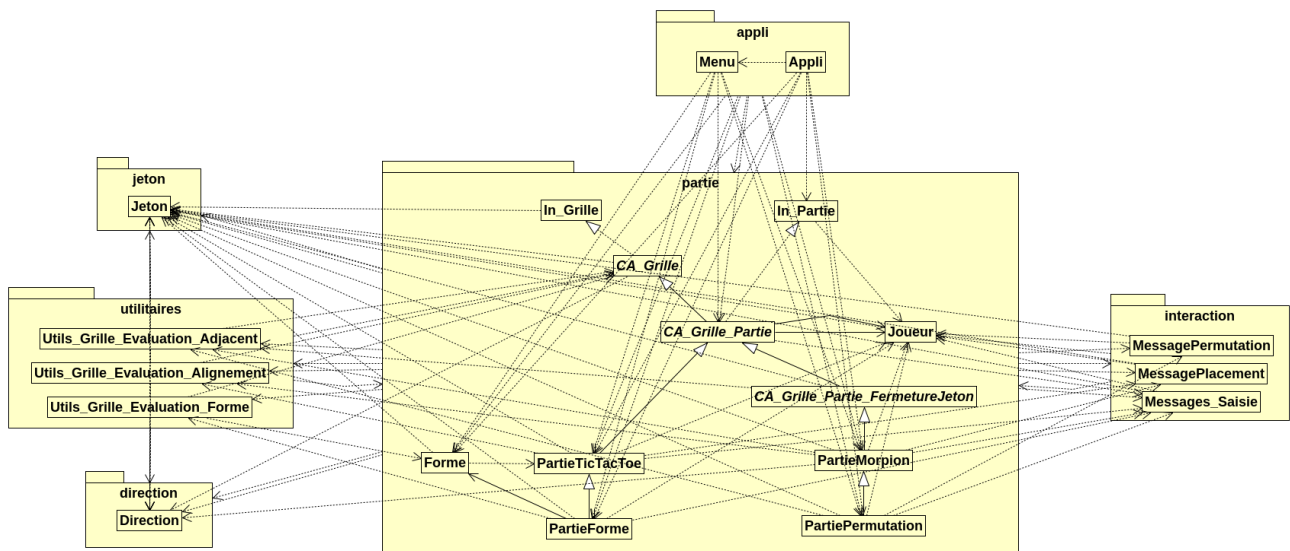 appli
Menu
Appli
jeton
Jeton
partie
In_Grille
In_Partie
CA_Grille
CA_Grille_Partie
Joueur
CA_Grille_Partie_FermetureJeton
Forme
PartieTicTacToe
PartieMorpion
PartieForme
PartiePermutation
utilitaires
Utils_Grille_Evaluation_Adjacent
Utils_Grille_Evaluation_Alignement
Utils_Grille_Evaluation_Forme
direction
Direction
interaction
MessagePermutation
MessagePlacement
Messages_Saisie